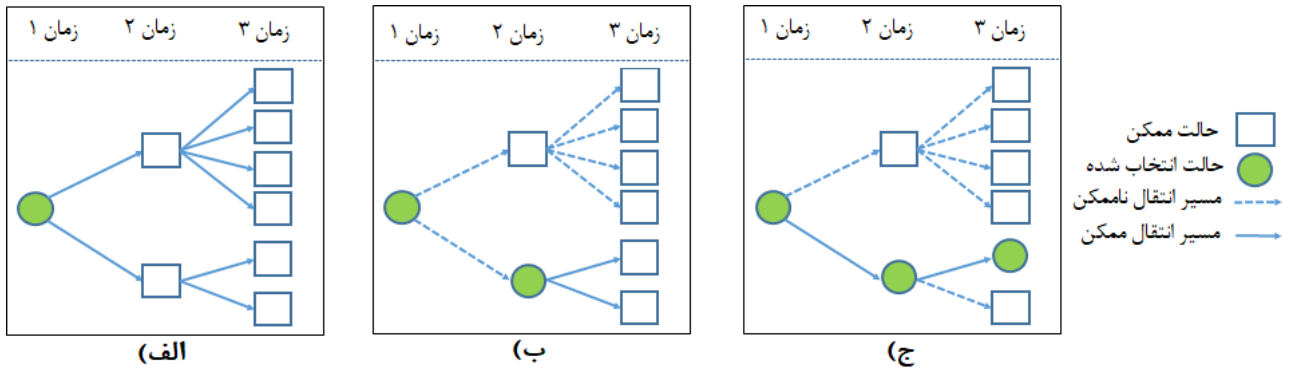 زمان ۱ زمان ۲ زمان ۳
زمان ۱ زمان ۲ زمان ۳
زمان ۱ زمان ۲ زمان ۳
حالت ممکن
حالت انتخاب شده
مسیر انتقال ناممکن
مسیر انتقال ممکن
الف)
ب)
ج)